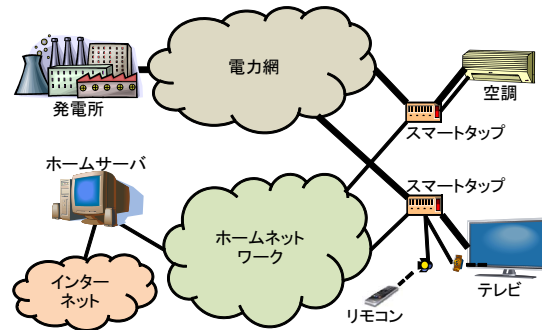 電力網
発電所
空調
スマートタップ
ホームサーバ
スマートタップ
ホームネット
ワーク
インター
ネット
テレビ
リモコン